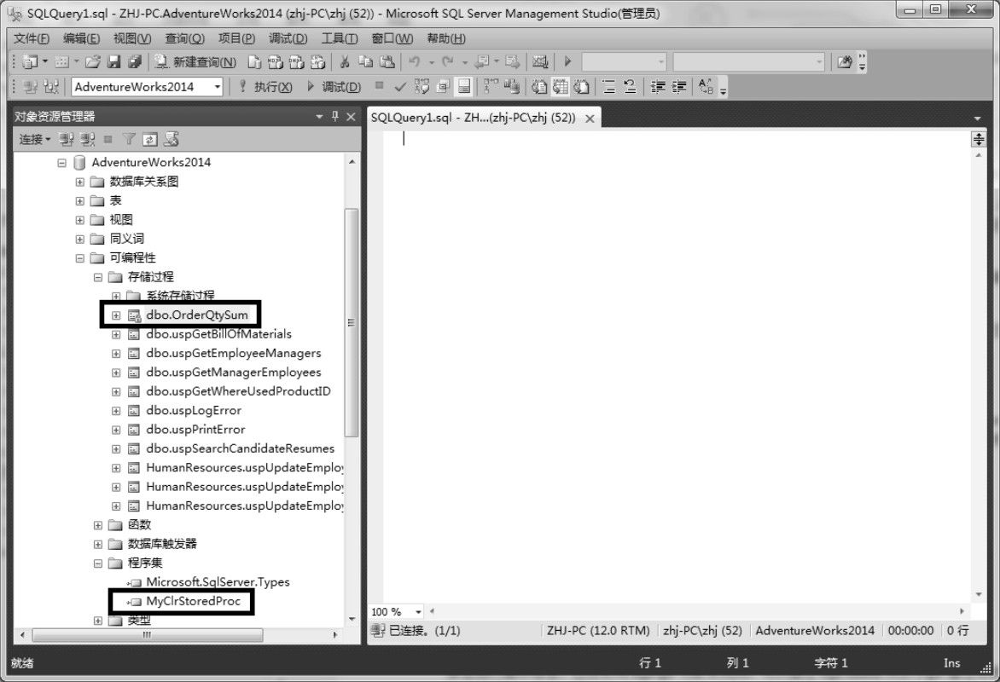 SQLQuery1.sql - ZHJ-PC.AdventureWorks2014 (zhj-PC\zhj (52)) - Microsoft SQL Server Management Studio(管理员)
文件(F) 编辑(E) 视图(V) 查询(Q) 项目(P) 调试(D) 工具(T) 窗口(W) 帮助(H)
新建查询(N)
AdventureWorks2014 执行(X) 调试(D)
对象资源管理器
SQLQuery1.sql - ZH...(zhj-PC\zhj (52))
连接
AdventureWorks2014
数据库关系图
表
视图
同义词
可编程性
存储过程
系统存储过程
dbo.OrderQtySum
dbo.uspGetBillOfMaterials
dbo.uspGetEmployeeManagers
dbo.uspGetManagerEmployees
dbo.uspGetWhereUsedProductID
dbo.uspLogError
dbo.uspPrintError
dbo.uspSearchCandidateResumes
HumanResources.uspUpdateEmplo
HumanResources.uspUpdateEmplo
HumanResources.uspUpdateEmplo
函数
数据库触发器
程序集
Microsoft.SqlServer.Types
MyClrStoredProc
类型
100 %
已连接。(1/1) ZHJ-PC (12.0 RTM) zhj-PC\zhj (52) AdventureWorks2014 00:00:00 0 行
就绪 行 1 列 1 字符 1 Ins